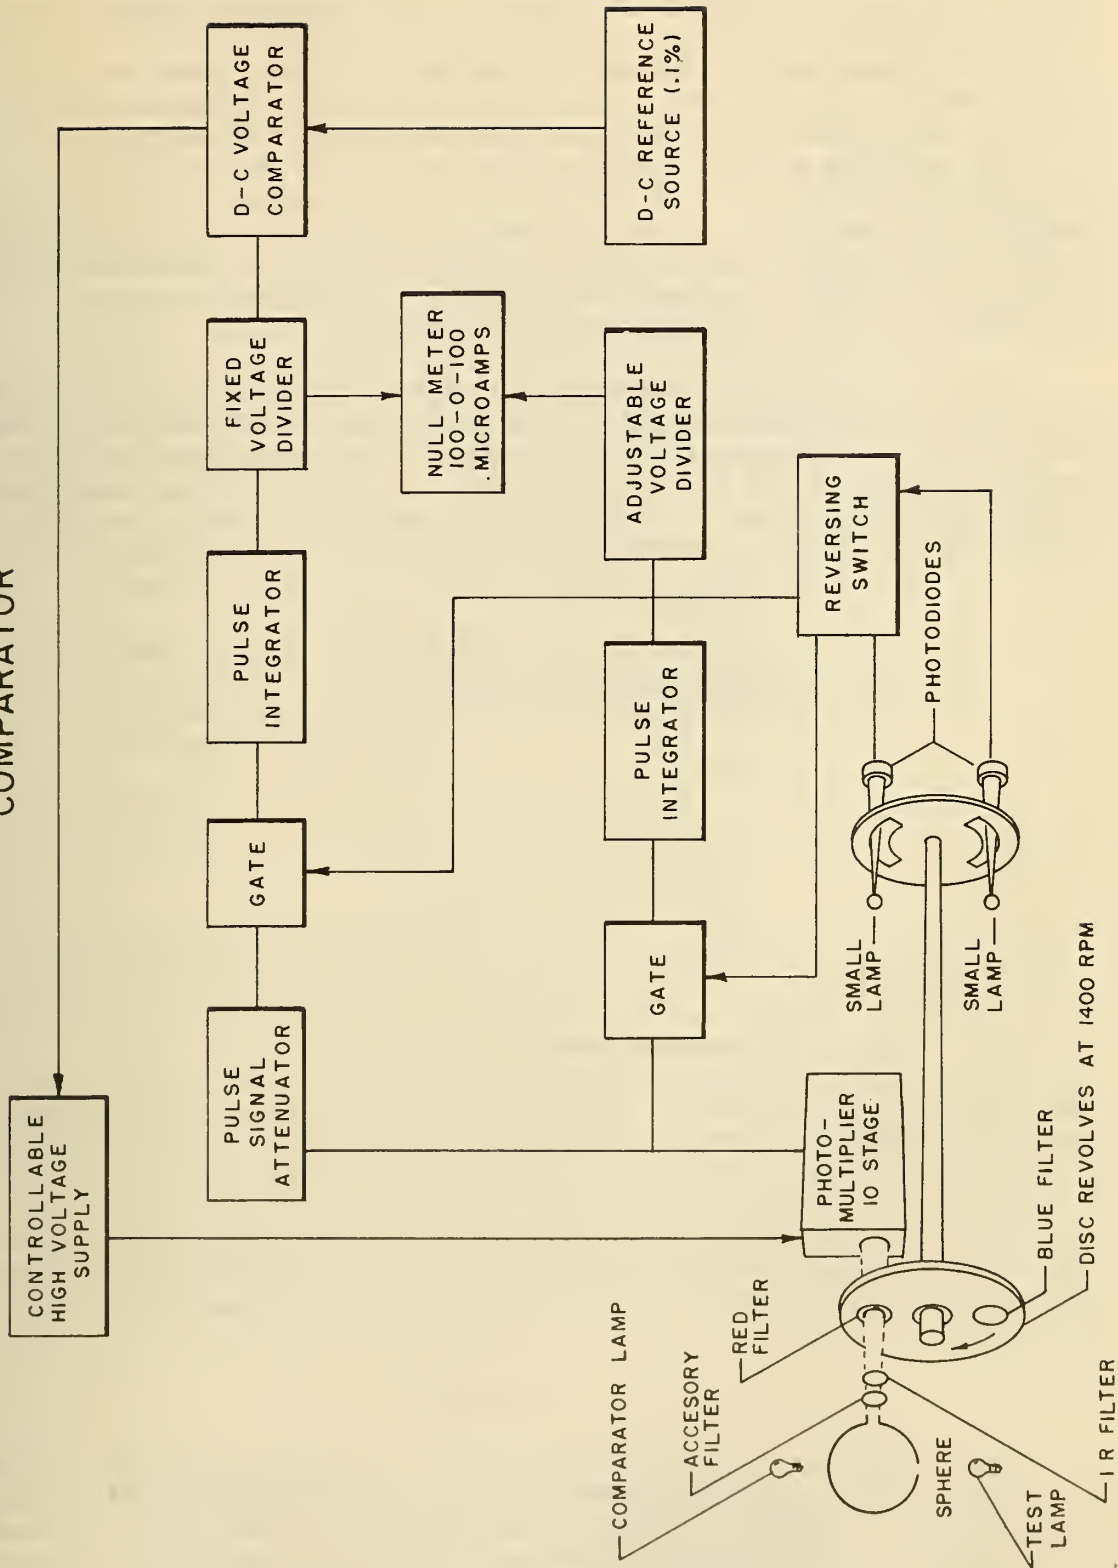 COMPARATOR
CONTROLLABLE
HIGH VOLTAGE
SUPPLY
PULSE
SIGNAL
ATTENUATOR
GATE
PULSE
INTEGRATOR
FIXED
VOLTAGE
DIVIDER
D-C VOLTAGE
COMPARATOR
NULL METER
100-0-100
MICROAMPS
GATE
PULSE
INTEGRATOR
ADJUSTABLE
VOLTAGE
DIVIDER
D-C REFERENCE
SOURCE (.1%)
PHOTO-
MULTIPLIER
10 STAGE
REVERSING
SWITCH
PHOTODIODES
SMALL
LAMP
SMALL
LAMP
COMPARATOR LAMP
ACCESORY
FILTER
RED
FILTER
SPHERE
TEST
LAMP
IR FILTER
BLUE FILTER
DISC REVOLVES AT 1400 RPM